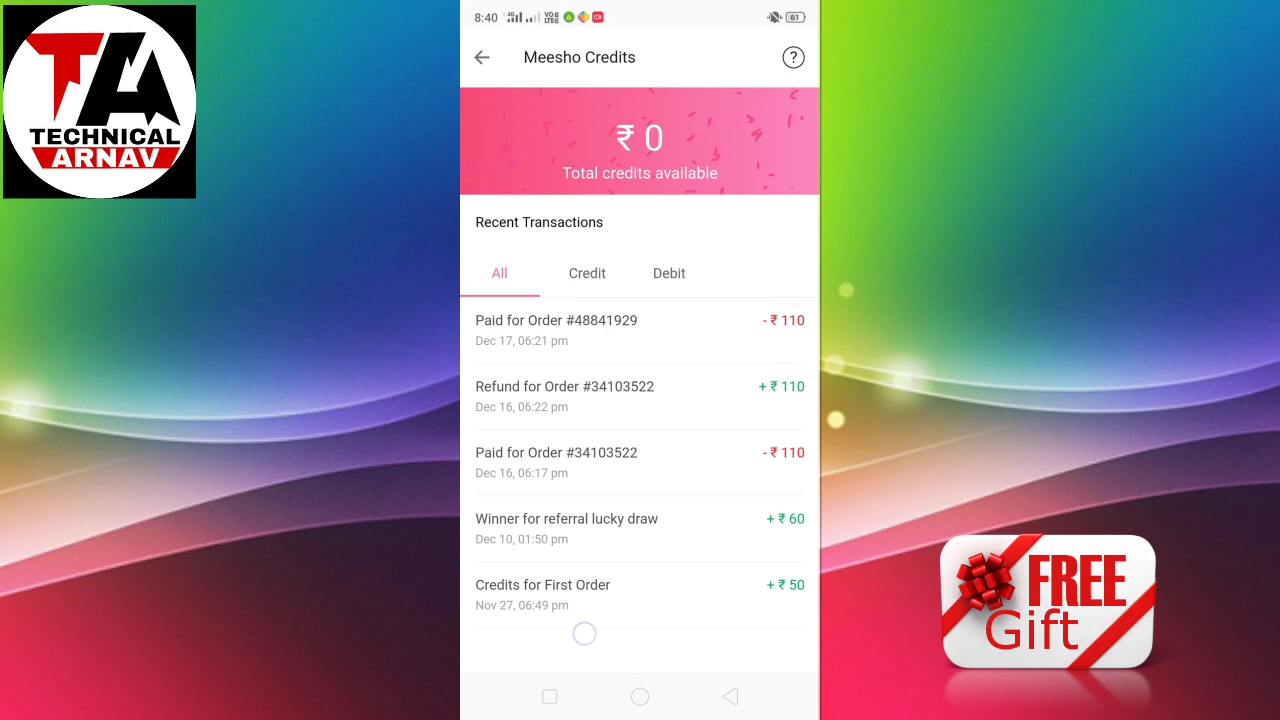 TA
TECHNICAL
ARNAV
8:40
4G
VO
LTE
61
Meesho Credits
?
₹ 0
Total credits available
Recent Transactions
All
Credit
Debit
Paid for Order #48841929
- ₹ 110
Dec 17, 06:21 pm
Refund for Order #34103522
+ ₹ 110
Dec 16, 06:22 pm
Paid for Order #34103522
- ₹ 110
Dec 16, 06:17 pm
Winner for referral lucky draw
+ ₹ 60
Dec 10, 01:50 pm
Credits for First Order
+ ₹ 50
Nov 27, 06:49 pm
FREE
Gift